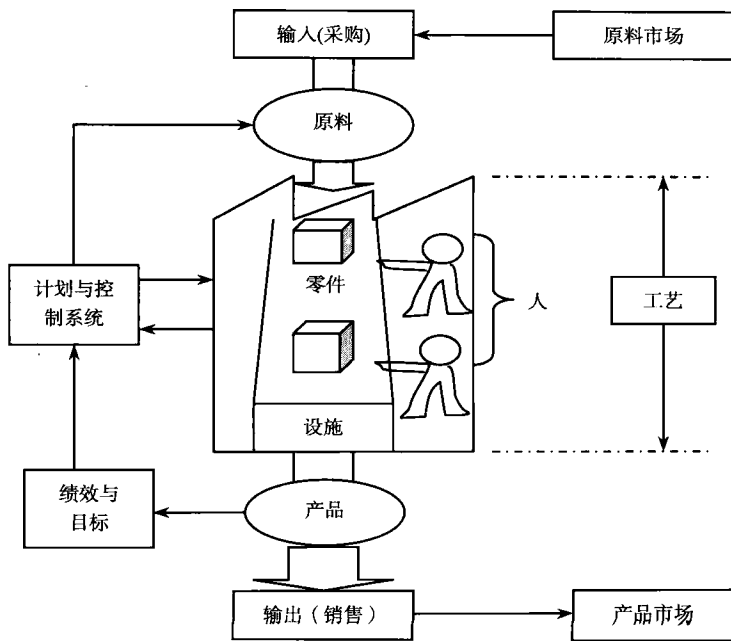 输入(采购)
原料市场
原料
零件
计划与控
制系统
人
工艺
设施
绩效与
目标
产品
输出（销售）
产品市场